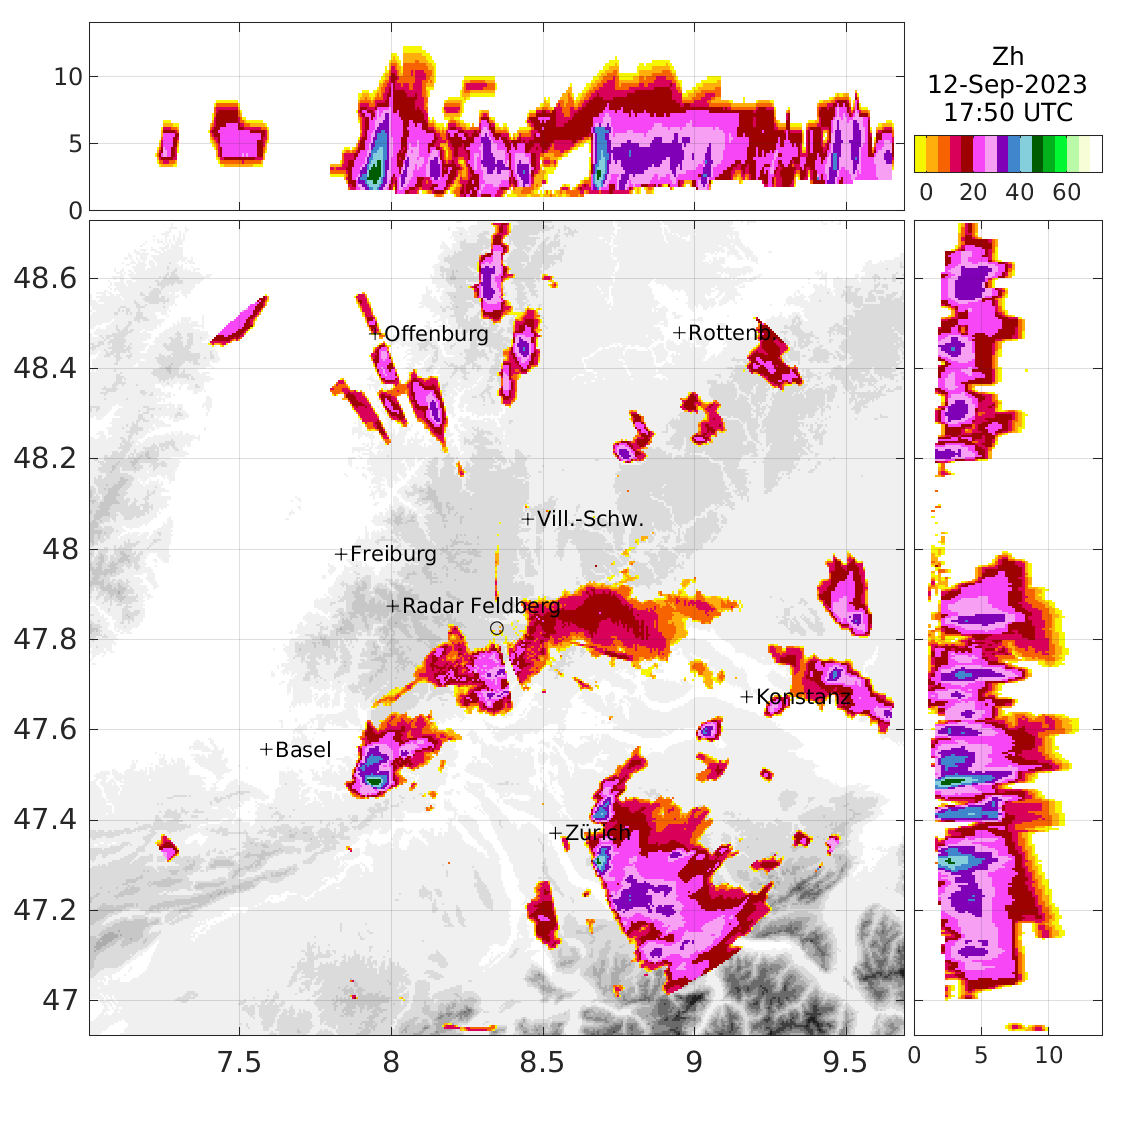 10
5
0
Zh
12-Sep-2023
17:50 UTC
0 20 40 60
48.6
48.4
48.2
48
47.8
47.6
47.4
47.2
47
+Offenburg
+Rottenb.
+Vill.-Schw.
+Freiburg
+Radar Feldberg
+Konstanz
+Basel
+Zürich
7.5 8 8.5 9 9.5
0 5 10